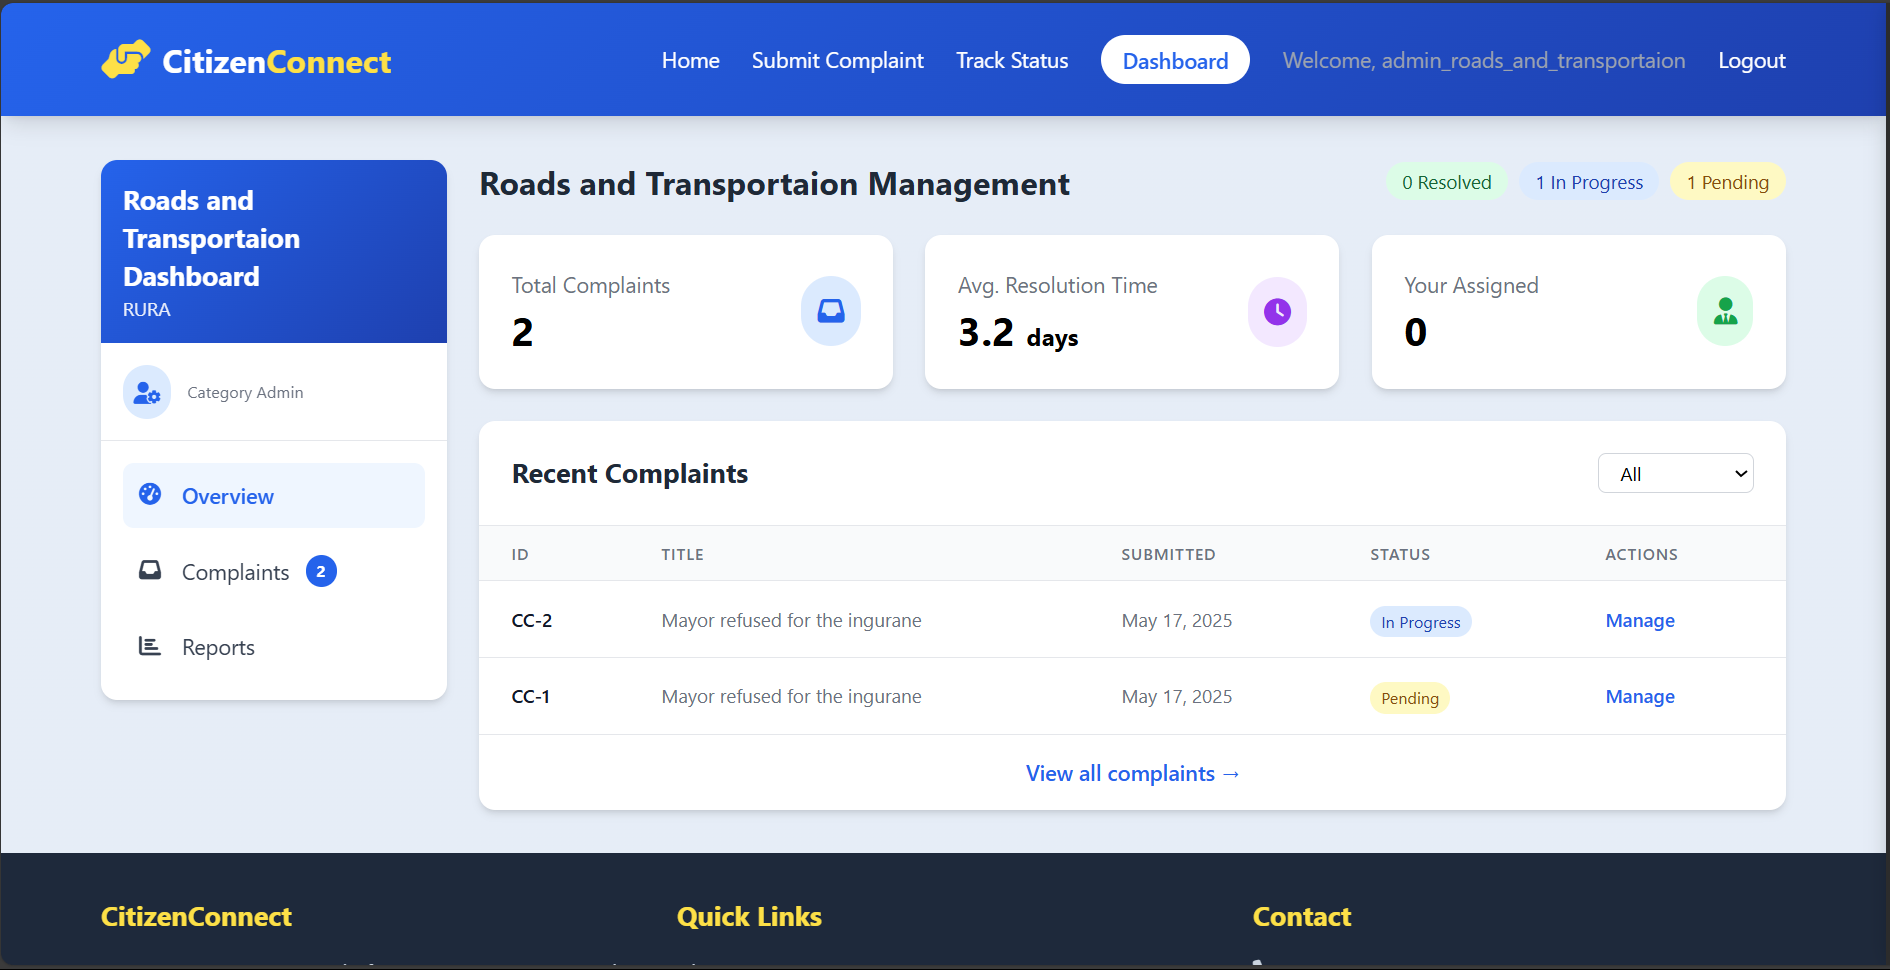 CitizenConnect
Home
Submit Complaint
Track Status
Dashboard
Welcome, admin_roads_and_transportaion
Logout
Roads and
Transportaion
Dashboard
RURA
Category Admin
Overview
Complaints 2
Reports
Roads and Transportaion Management
0 Resolved
1 In Progress
1 Pending
Total Complaints
2
Avg. Resolution Time
3.2 days
Your Assigned
0
Recent Complaints
All
ID TITLE SUBMITTED STATUS ACTIONS
CC-2 Mayor refused for the ingurane May 17, 2025 In Progress Manage
CC-1 Mayor refused for the ingurane May 17, 2025 Pending Manage
View all complaints →
CitizenConnect
Quick Links
Contact